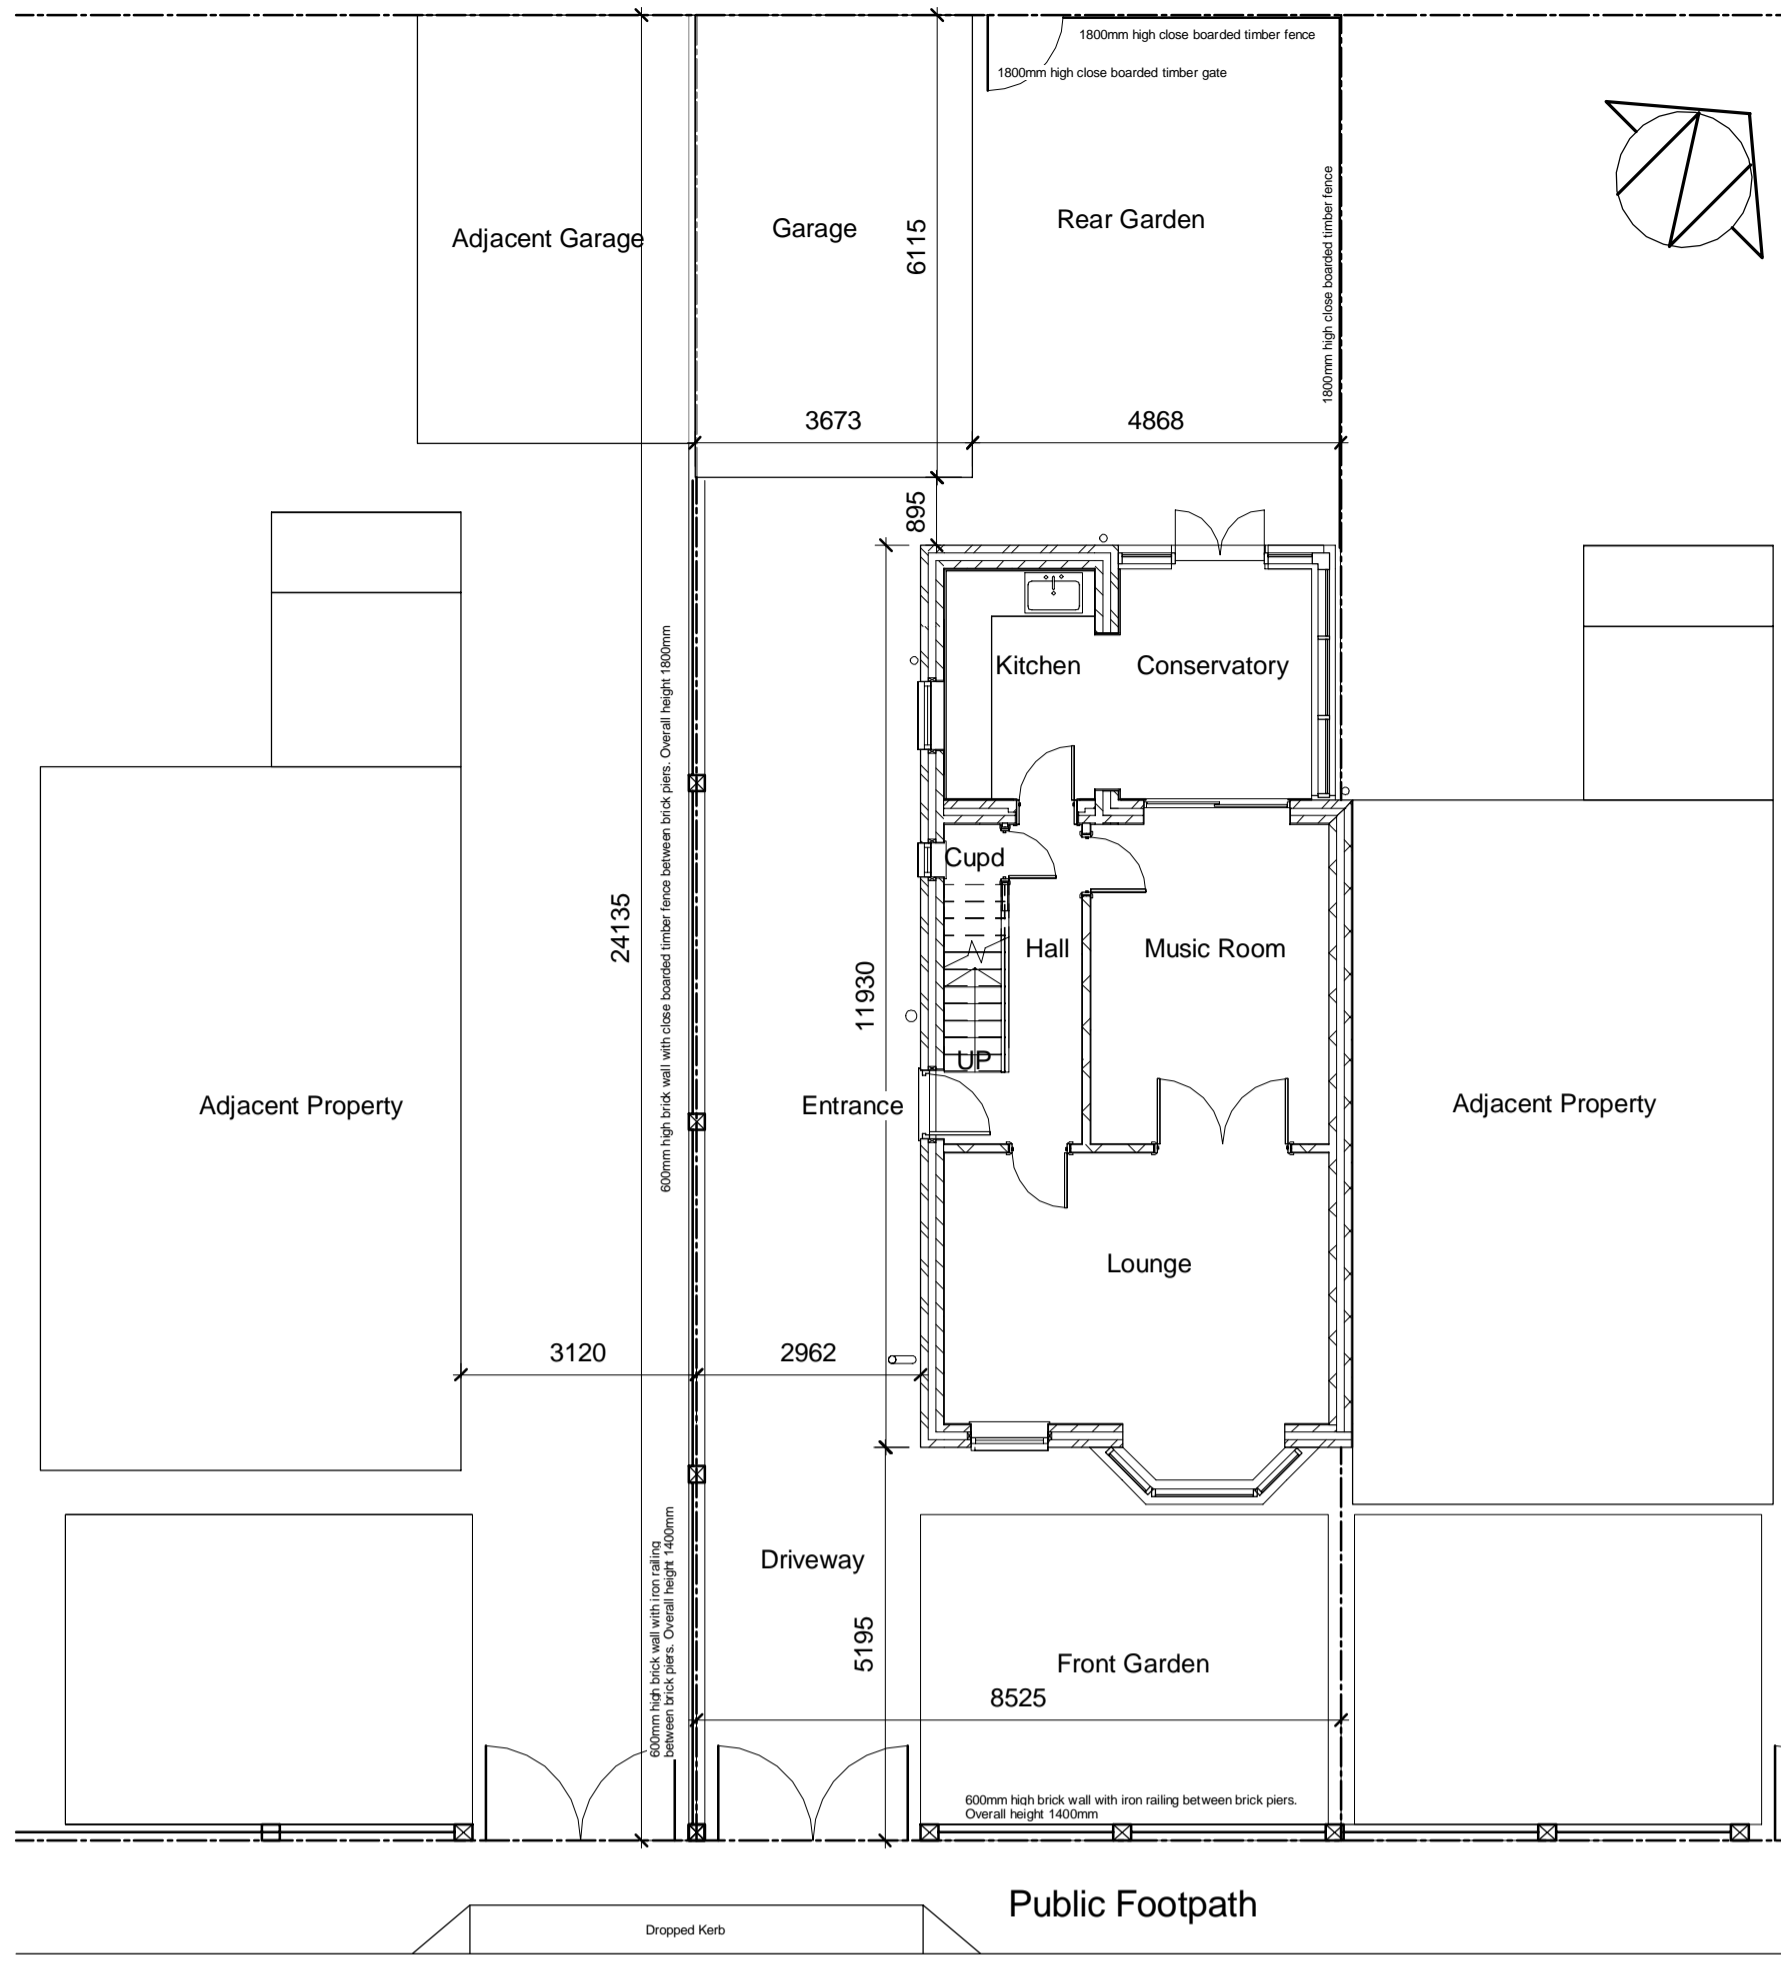 1800mm high close boarded timber fence
1800mm high close boarded timber gate
Adjacent Garage
Garage
6115
Rear Garden
1800mm high close boarded timber fence
3673
4868
895
Kitchen
Conservatory
600mm high brick wall with close boarded timber fence between brick piers. Overall height 1800mm
Cupd
24135
11930
Hall
Music Room
UP
Adjacent Property
Entrance
Adjacent Property
Lounge
3120
2962
600mm high brick wall with iron railing
between brick piers. Overall height 1400mm
Driveway
5195
Front Garden
8525
600mm high brick wall with iron railing between brick piers.
Overall height 1400mm
Public Footpath
Dropped Kerb